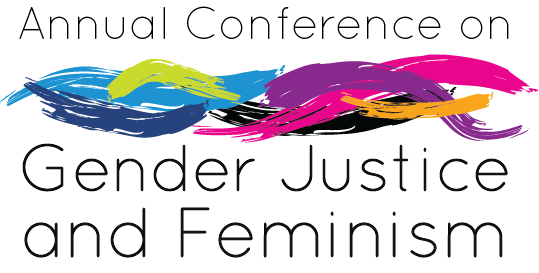 Annual Conference on
Gender Justice
and Feminism